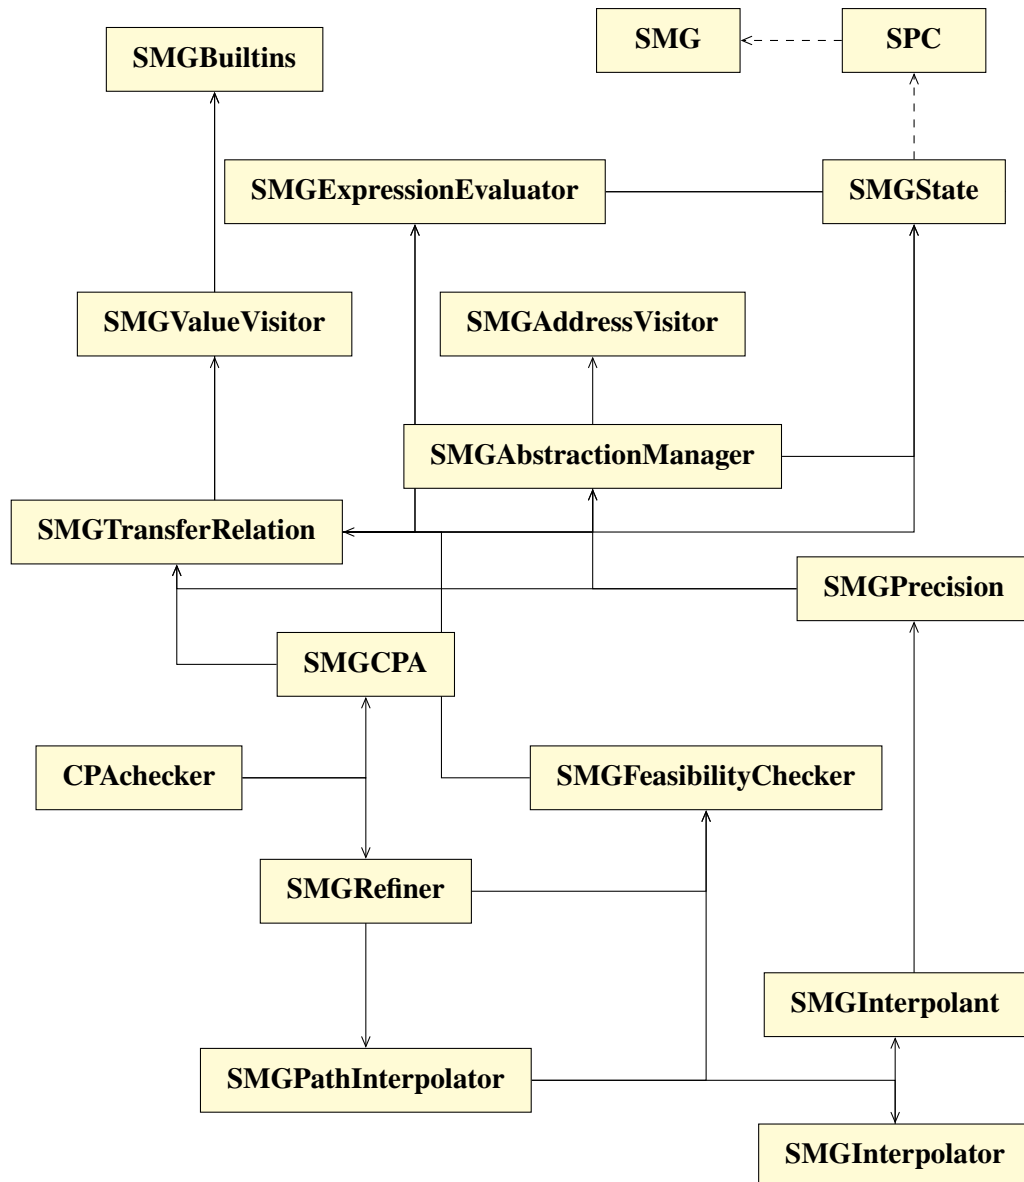 SMG
SPC
SMGBuiltins
SMGExpressionEvaluator
SMGState
SMGValueVisitor
SMGAddressVisitor
SMGAbstractionManager
SMGTransferRelation
SMGPrecision
SMGCPA
CPAchecker
SMGFeasibilityChecker
SMGRefiner
SMGInterpolant
SMGPathInterpolator
SMGInterpolator